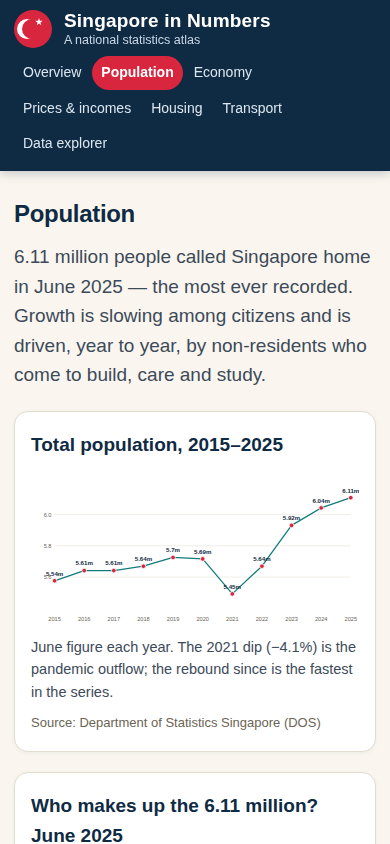 Singapore in Numbers
A national statistics atlas
Overview Population Economy
Prices & incomes Housing Transport
Data explorer
Population
6.11 million people called Singapore home
in June 2025 — the most ever recorded.
Growth is slowing among citizens and is
driven, year to year, by non-residents who
come to build, care and study.
Total population, 2015–2025
6.11m
6.04m
6.0
5.92m
5.8
5.7m
5.69m
5.64m
5.64m
5.61m
5.61m
5.54m
5.45m
2015 2016 2017 2018 2019 2020 2021 2022 2023 2024 2025
June figure each year. The 2021 dip (−4.1%) is the
pandemic outflow; the rebound since is the fastest
in the series.
Source: Department of Statistics Singapore (DOS)
Who makes up the 6.11 million?
June 2025